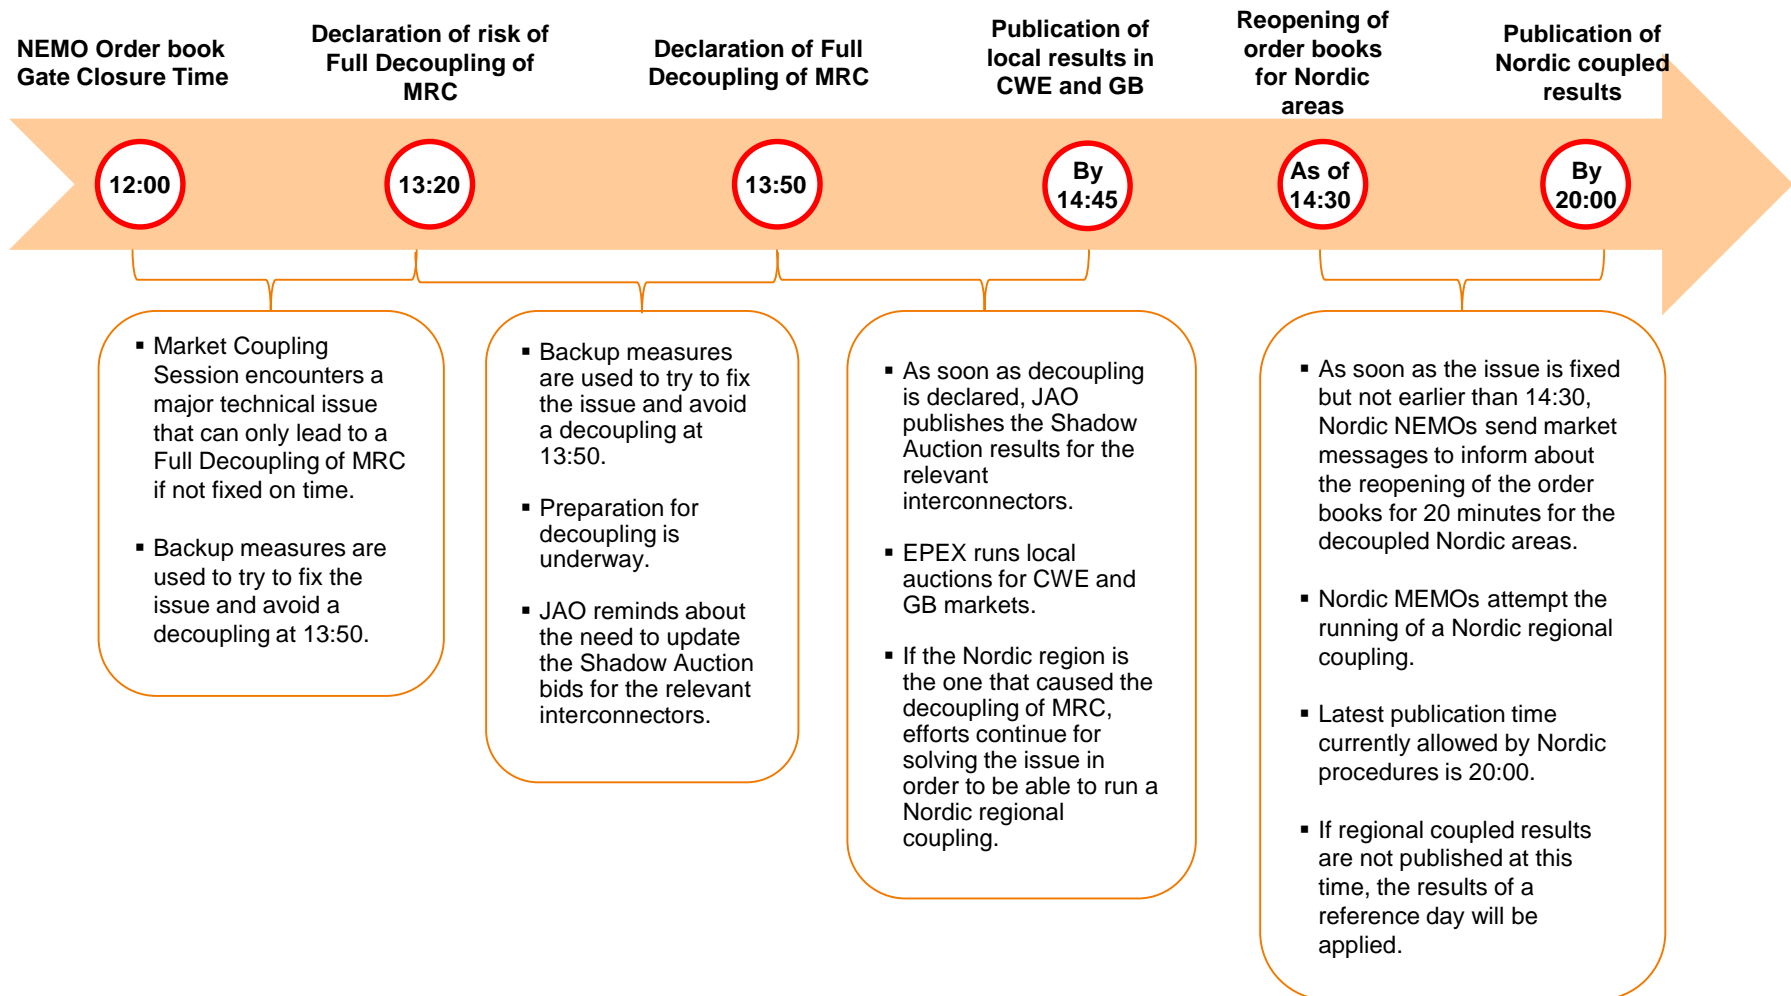 NEMO Order book
Gate Closure Time
Declaration of risk of
Full Decoupling of
MRC
Declaration of Full
Decoupling of MRC
Publication of
local results in
CWE and GB
Reopening of
order books
for Nordic
areas
Publication of
Nordic coupled
results
12:00
13:20
13:50
By
14:45
As of
14:30
By
20:00
▪ Market Coupling
Session encounters a
major technical issue
that can only lead to a
Full Decoupling of MRC
if not fixed on time.
▪ Backup measures are
used to try to fix the
issue and avoid a
decoupling at 13:50.
▪ Backup measures
are used to try to fix
the issue and avoid
a decoupling at
13:50.
▪ Preparation for
decoupling is
underway.
▪ JAO reminds about
the need to update
the Shadow Auction
bids for the relevant
interconnectors.
▪ As soon as decoupling
is declared, JAO
publishes the Shadow
Auction results for the
relevant
interconnectors.
▪ EPEX runs local
auctions for CWE and
GB markets.
▪ If the Nordic region is
the one that caused the
decoupling of MRC,
efforts continue for
solving the issue in
order to be able to run a
Nordic regional
coupling.
▪ As soon as the issue is fixed
but not earlier than 14:30,
Nordic NEMOs send market
messages to inform about
the reopening of the order
books for 20 minutes for the
decoupled Nordic areas.
▪ Nordic MEMOs attempt the
running of a Nordic regional
coupling.
▪ Latest publication time
currently allowed by Nordic
procedures is 20:00.
▪ If regional coupled results
are not published at this
time, the results of a
reference day will be
applied.